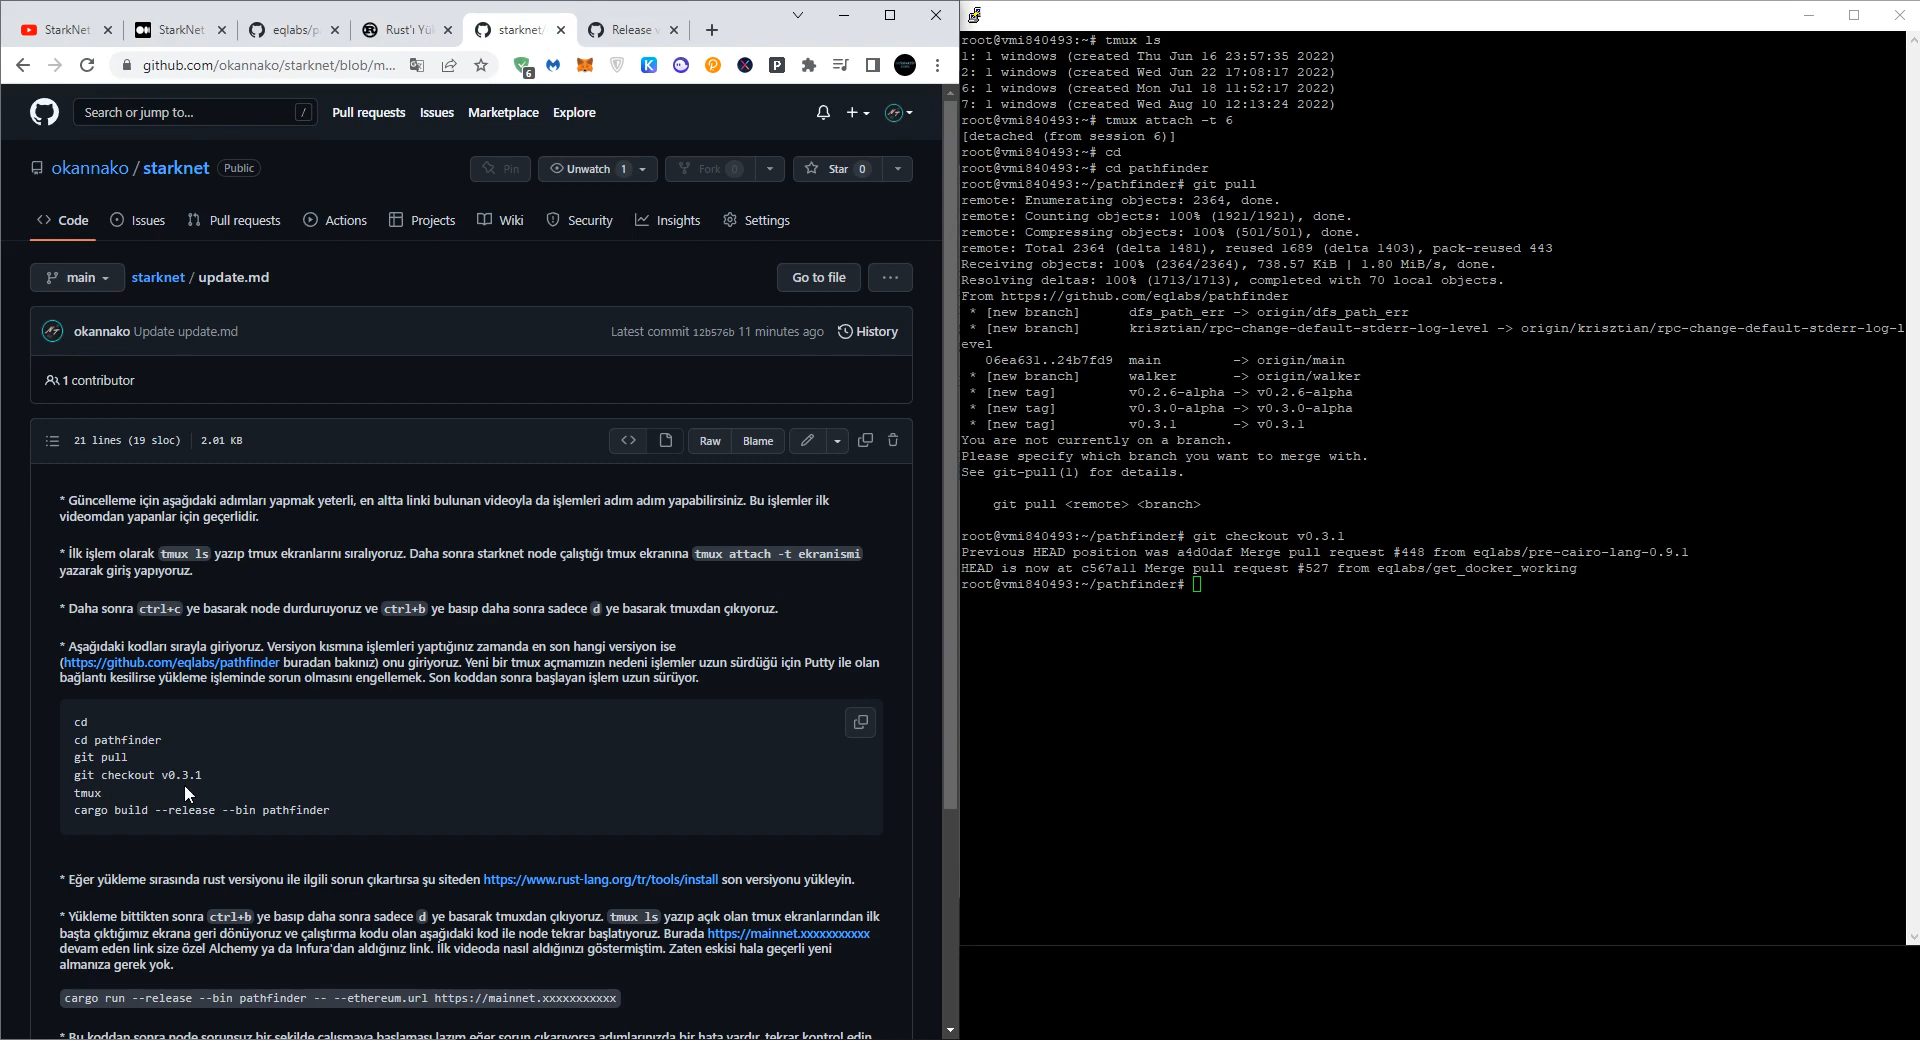 StarkNet
StarkNet
eqlabs/p
Rust'ı Yü
starknet/
Release v
github.com/okannako/starknet/blob/m...
6
Search or jump to...
/
Pull requests
Issues
Marketplace
Explore
okannako / starknet
Public
Pin
Unwatch 1
Fork 0
Star 0
Code
Issues
Pull requests
Actions
Projects
Wiki
Security
Insights
Settings
main
starknet / update.md
Go to file
okannako Update update.md
Latest commit 12b576b 11 minutes ago
History
1 contributor
21 lines (19 sloc)
2.01 KB
Raw
Blame
* Güncelleme için aşağıdaki adımları yapmak yeterli, en altta linki bulunan videoyla da işlemleri adım adım yapabilirsiniz. Bu işlemler ilk
videomdan yapanlar için geçerlidir.
* İlk işlem olarak tmux ls yazıp tmux ekranlarını sıralıyoruz. Daha sonra starknet node çalıştığı tmux ekranına tmux attach -t ekranismi
yazarak giriş yapıyoruz.
* Daha sonra ctrl+c ye basarak node durduruyoruz ve ctrl+b ye basıp daha sonra sadece d ye basarak tmuxdan çıkıyoruz.
* Aşağıdaki kodları sırayla giriyoruz. Versiyon kısmına işlemleri yaptığınız zamanda en son hangi versiyon ise
(https://github.com/eqlabs/pathfinder buradan bakınız) onu giriyoruz. Yeni bir tmux açmamızın nedeni işlemler uzun sürdüğü için Putty ile olan
bağlantı kesilirse yükleme işleminde sorun olmasını engellemek. Son koddan sonra başlayan işlem uzun sürüyor.
cd
cd pathfinder
git pull
git checkout v0.3.1
tmux
cargo build --release --bin pathfinder
* Eğer yükleme sırasında rust versiyonu ile ilgili sorun çıkartırsa şu siteden https://www.rust-lang.org/tr/tools/install son versiyonu yükleyin.
* Yükleme bittikten sonra ctrl+b ye basıp daha sonra sadece d ye basarak tmuxdan çıkıyoruz. tmux ls yazıp açık olan tmux ekranlarından ilk
başta çıktığımız ekrana geri dönüyoruz ve çalıştırma kodu olan aşağıdaki kod ile node tekrar başlatıyoruz. Burada https://mainnet.xxxxxxxxxxx
devam eden link size özel Alchemy ya da Infura'dan aldığınız link. İlk videoda nasıl aldığınızı göstermiştim. Zaten eskisi hala geçerli yeni
almanıza gerek yok.
cargo run --release --bin pathfinder -- --ethereum.url https://mainnet.xxxxxxxxxxx
* Bu koddan sonra node sorunsuz bir şekilde çalışmaya başlaması lazım eğer sorun çıkarıyorsa adımlarınızda bir hata vardır, tekrar kontrol edin
root@vmi840493:~# tmux ls
1: 1 windows (created Thu Jun 16 23:57:35 2022)
2: 1 windows (created Wed Jun 22 17:08:17 2022)
6: 1 windows (created Mon Jul 18 11:52:17 2022)
7: 1 windows (created Wed Aug 10 12:13:24 2022)
root@vmi840493:~# tmux attach -t 6
[detached (from session 6)]
root@vmi840493:~# cd
root@vmi840493:~# cd pathfinder
root@vmi840493:~/pathfinder# git pull
remote: Enumerating objects: 2364, done.
remote: Counting objects: 100% (1921/1921), done.
remote: Compressing objects: 100% (501/501), done.
remote: Total 2364 (delta 1481), reused 1689 (delta 1403), pack-reused 443
Receiving objects: 100% (2364/2364), 738.57 KiB | 1.80 MiB/s, done.
Resolving deltas: 100% (1713/1713), completed with 70 local objects.
From https://github.com/eqlabs/pathfinder
* [new branch] dfs_path_err -> origin/dfs_path_err
* [new branch] krisztian/rpc-change-default-stderr-log-level -> origin/krisztian/rpc-change-default-stderr-log-l
evel
06ea631..24b7fd9 main -> origin/main
* [new branch] walker -> origin/walker
* [new tag] v0.2.6-alpha -> v0.2.6-alpha
* [new tag] v0.3.0-alpha -> v0.3.0-alpha
* [new tag] v0.3.1 -> v0.3.1
You are not currently on a branch.
Please specify which branch you want to merge with.
See git-pull(1) for details.
git pull <remote> <branch>
root@vmi840493:~/pathfinder# git checkout v0.3.1
Previous HEAD position was a4d0daf Merge pull request #448 from eqlabs/pre-cairo-lang-0.9.1
HEAD is now at c567a11 Merge pull request #527 from eqlabs/get_docker_working
root@vmi840493:~/pathfinder#